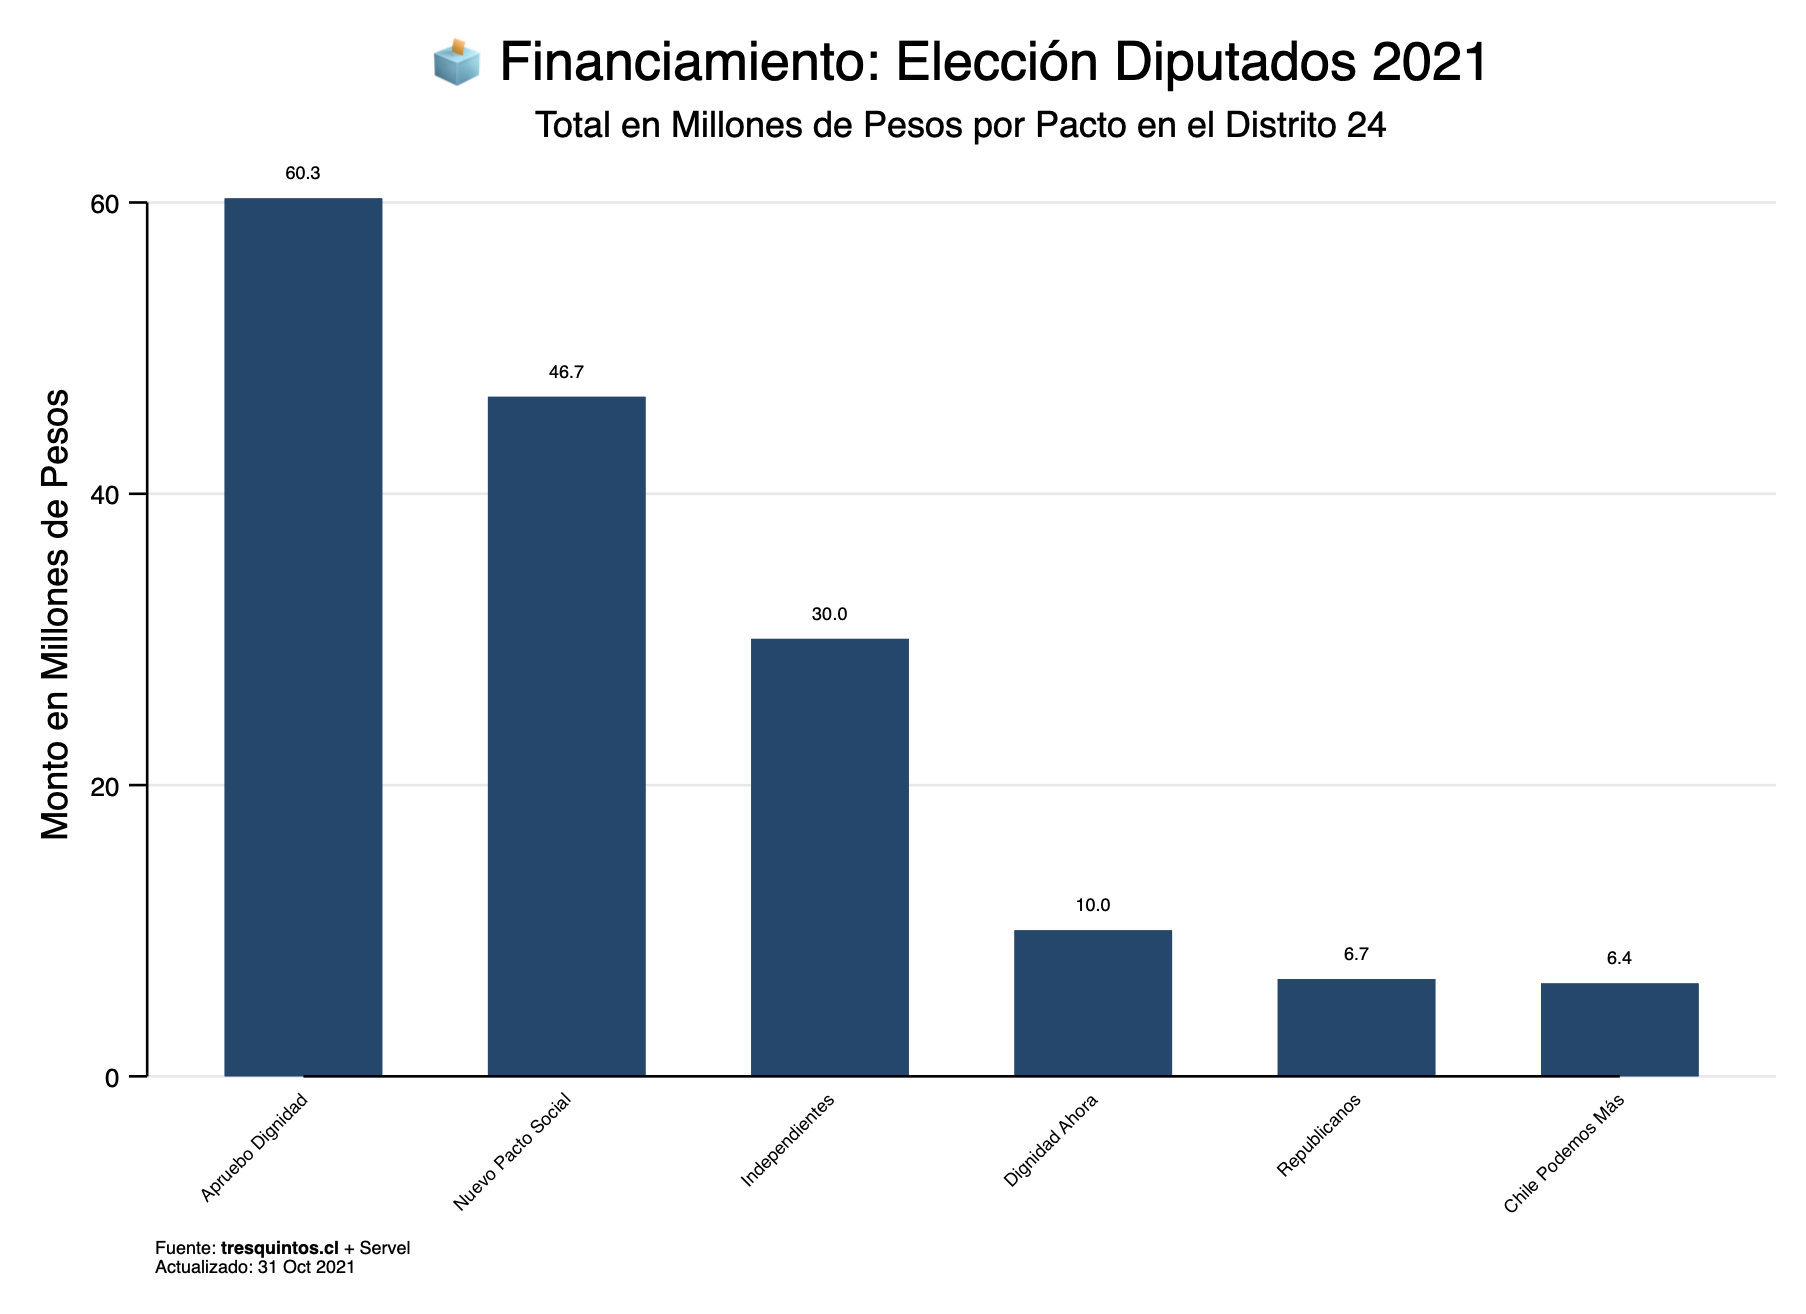 Financiamiento: Elección Diputados 2021
Total en Millones de Pesos por Pacto en el Distrito 24
Monto en Millones de Pesos
60
40
20
0
60.3
46.7
30.0
10.0
6.7
6.4
Apruebo Dignidad
Nuevo Pacto Social
Independientes
Dignidad Ahora
Republicanos
Chile Podemos Más
Fuente: tresquintos.cl + Servel
Actualizado: 31 Oct 2021